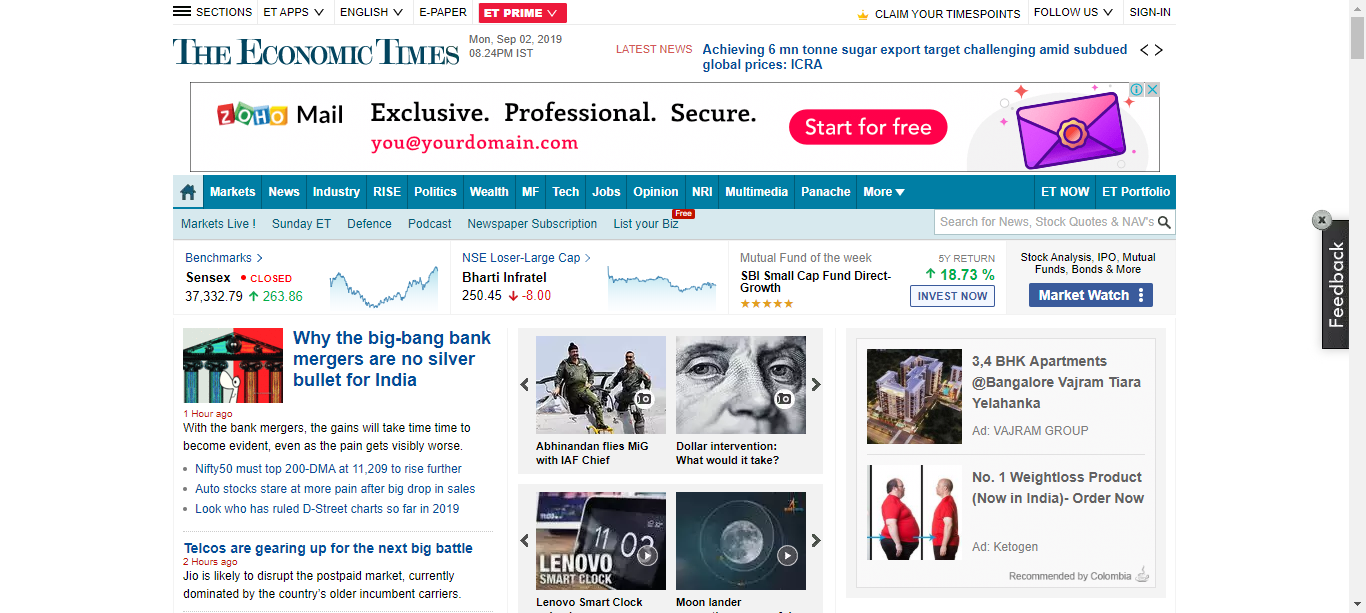 SECTIONS
ET APPS
ENGLISH
E-PAPER
ET PRIME
CLAIM YOUR TIMESPOINTS
FOLLOW US
SIGN-IN
THE ECONOMIC TIMES
Mon, Sep 02, 2019
08.24PM IST
LATEST NEWS
Achieving 6 mn tonne sugar export target challenging amid subdued
global prices: ICRA
ZOHO Mail
Exclusive. Professional. Secure.
you@yourdomain.com
Start for free
Markets
News
Industry
RISE
Politics
Wealth
MF
Tech
Jobs
Opinion
NRI
Multimedia
Panache
More
ET NOW
ET Portfolio
Markets Live !
Sunday ET
Defence
Podcast
Newspaper Subscription
List your Biz
Free
Search for News, Stock Quotes & NAV's
Benchmarks
Sensex
CLOSED
37,332.79
263.86
NSE Loser-Large Cap
Bharti Infratel
250.45
-8.00
Mutual Fund of the week
SBI Small Cap Fund Direct-
Growth
5Y RETURN
18.73 %
INVEST NOW
Stock Analysis, IPO, Mutual
Funds, Bonds & More
Market Watch
Feedback
Why the big-bang bank
mergers are no silver
bullet for India
1 Hour ago
With the bank mergers, the gains will take time time to
become evident, even as the pain gets visibly worse.
Nifty50 must top 200-DMA at 11,209 to rise further
Auto stocks stare at more pain after big drop in sales
Look who has ruled D-Street charts so far in 2019
Telcos are gearing up for the next big battle
2 Hours ago
Jio is likely to disrupt the postpaid market, currently
dominated by the country's older incumbent carriers.
Abhinandan flies MiG
with IAF Chief
Dollar intervention:
What would it take?
11 03
LENOVO
SMART CLOCK
Lenovo Smart Clock
Moon lander
3,4 BHK Apartments
@Bangalore Vajram Tiara
Yelahanka
Ad: VAJRAM GROUP
No. 1 Weightloss Product
(Now in India)- Order Now
Ad: Ketogen
Recommended by Colombia